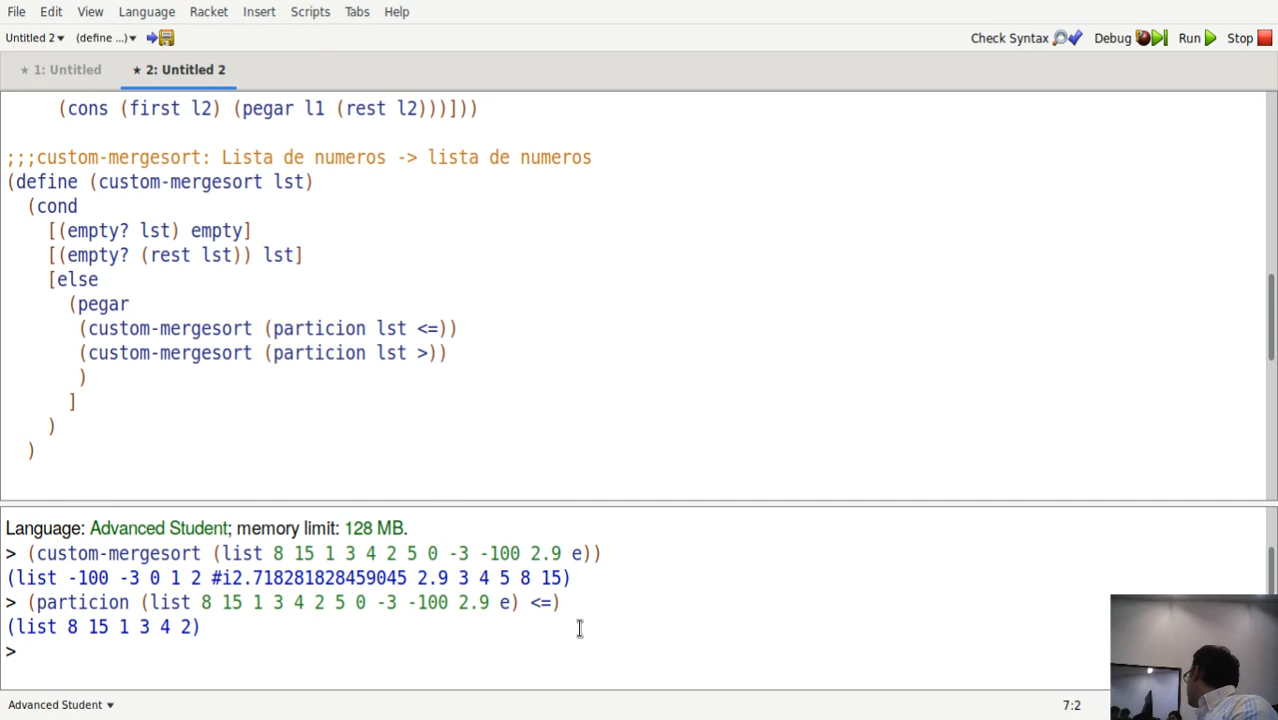 File Edit View Language Racket Insert Scripts Tabs Help
Untitled 2▾ (define ...)▾ Check Syntax Debug Run Stop
★ 1: Untitled ★ 2: Untitled 2
(cons (first l2) (pegar l1 (rest l2)))]))
;;;custom-mergesort: Lista de numeros -> lista de numeros
(define (custom-mergesort lst)
(cond
[(empty? lst) empty]
[(empty? (rest lst)) lst]
[else
(pegar
(custom-mergesort (particion lst <=))
(custom-mergesort (particion lst >))
)
]
)
)
Language: Advanced Student; memory limit: 128 MB.
> (custom-mergesort (list 8 15 1 3 4 2 5 0 -3 -100 2.9 e))
(list -100 -3 0 1 2 #i2.718281828459045 2.9 3 4 5 8 15)
> (particion (list 8 15 1 3 4 2 5 0 -3 -100 2.9 e) <=)
(list 8 15 1 3 4 2)
>
Advanced Student ▾ 7:2